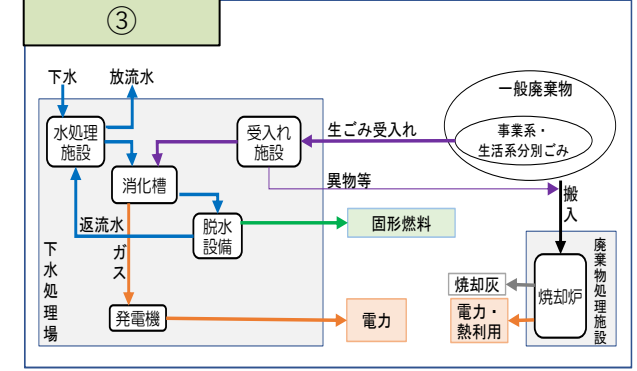 ③
下水
放流水
一般廃棄物
水処理
施設
受入れ
施設
生ごみ受入れ
事業系・
生活系分別ごみ
消化槽
異物等
搬入
返流水
脱水
設備
固形燃料
ガス
下水処理場
発電機
電力
焼却灰
電力・
熱利用
焼却炉
廃棄物処理施設